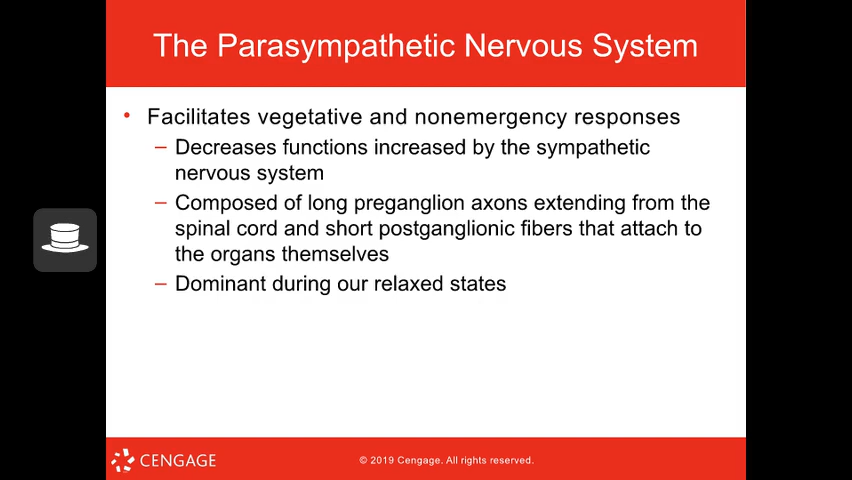 The Parasympathetic Nervous System
• Facilitates vegetative and nonemergency responses
– Decreases functions increased by the sympathetic
nervous system
– Composed of long preganglion axons extending from the
spinal cord and short postganglionic fibers that attach to
the organs themselves
– Dominant during our relaxed states
CENGAGE
© 2019 Cengage. All rights reserved.